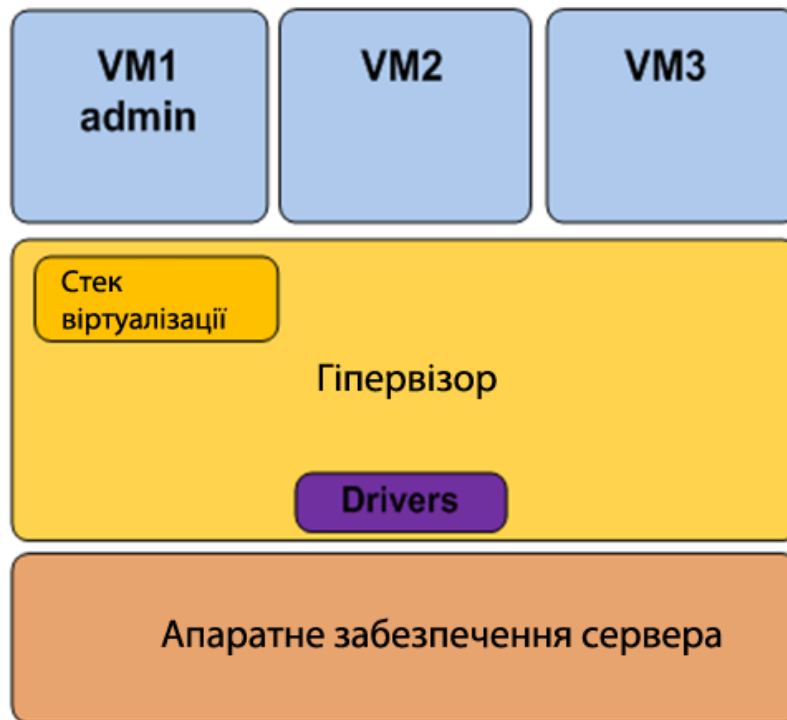 VM1
admin
VM2
VM3
Стек
віртуалізації
Гіпервізор
Drivers
Апаратне забезпечення сервера